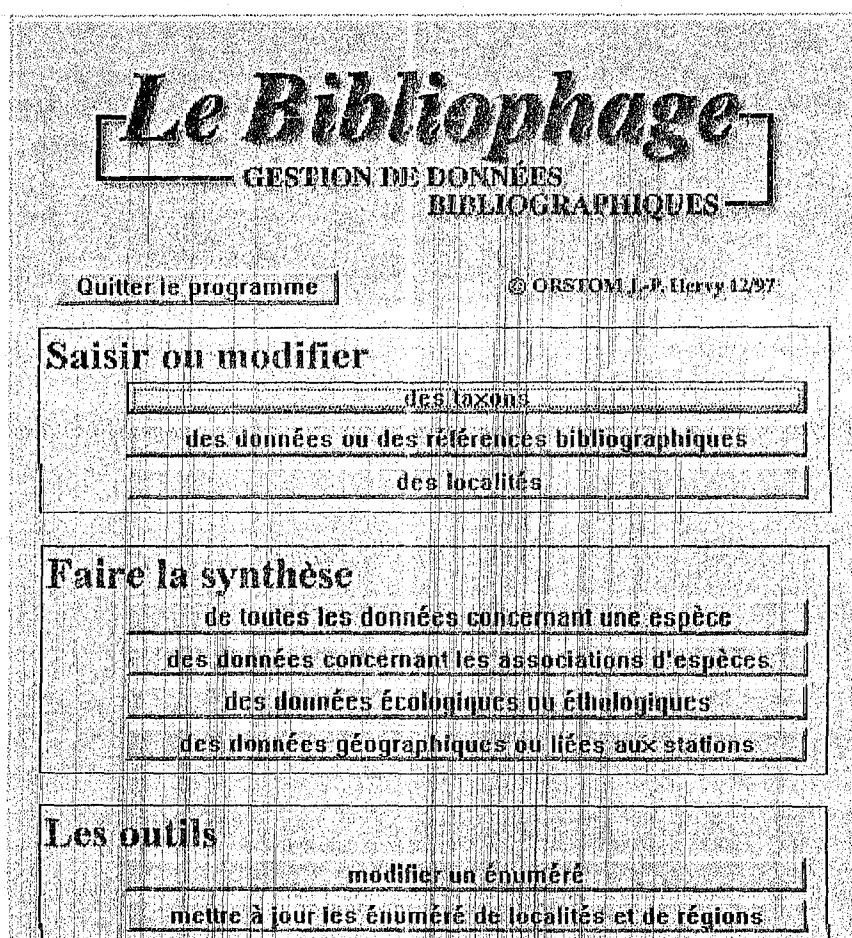 Le Bibliophage
GESTION DE DONNÉES
BIBLIOGRAPHIQUES
Quitter le programme
© ORSTOM J.-P. Hervy 12/97
Saisir ou modifier
des taxons
des données ou des références bibliographiques
des localités
Faire la synthèse
de toutes les données concernant une espèce
des données concernant les associations d'espèces
des données écologiques ou éthologiques
des données géographiques ou liées aux stations
Les outils
modifier un énuméré
mettre à jour les énuméré de localités et de régions